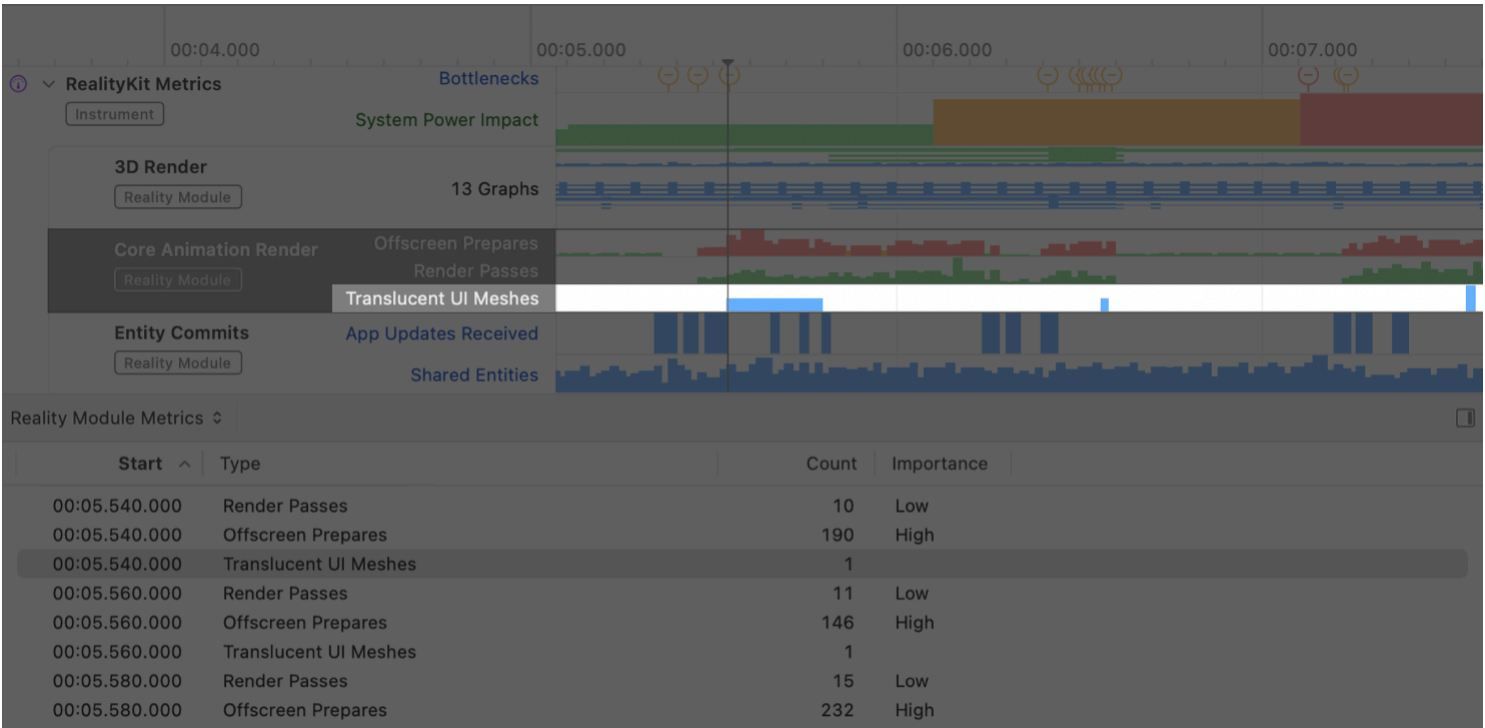 00:04.000 00:05.000 00:06.000 00:07.000
RealityKit Metrics Bottlenecks
Instrument
System Power Impact
3D Render
Reality Module 13 Graphs
Core Animation Render Offscreen Prepares
Reality Module Render Passes
Translucent UI Meshes
Entity Commits App Updates Received
Reality Module
Shared Entities
Reality Module Metrics
Start Type Count Importance
00:05.540.000 Render Passes 10 Low
00:05.540.000 Offscreen Prepares 190 High
00:05.540.000 Translucent UI Meshes 1
00:05.560.000 Render Passes 11 Low
00:05.560.000 Offscreen Prepares 146 High
00:05.560.000 Translucent UI Meshes 1
00:05.580.000 Render Passes 15 Low
00:05.580.000 Offscreen Prepares 232 High